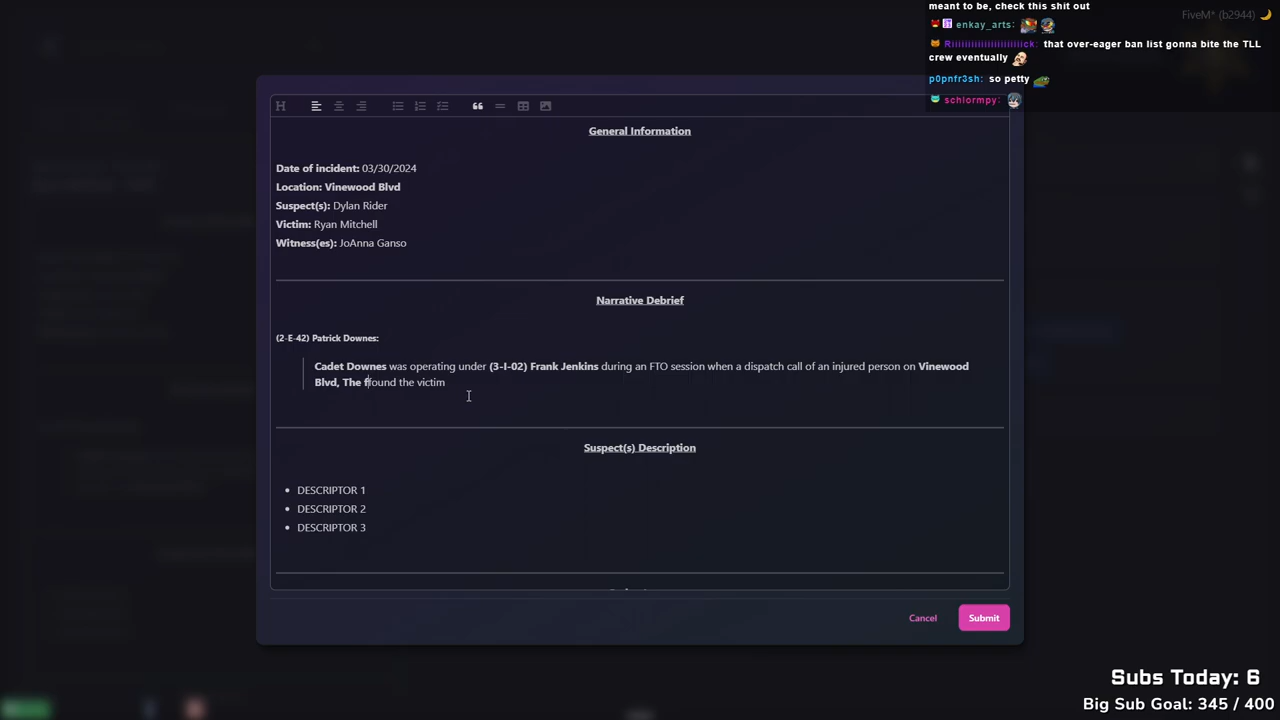 meant to be, check this shit out
FiveM* (b2944)
enkay_arts:
Riiiiiiiiiiiiiiiiiiiiick: that over-eager ban list gonna bite the TLL
crew eventually
p0pnfr3sh: so petty
schlormpy:
H
General Information
Date of incident: 03/30/2024
Location: Vinewood Blvd
Suspect(s): Dylan Rider
Victim: Ryan Mitchell
Witness(es): JoAnna Ganso
Narrative Debrief
(2-E-42) Patrick Downes:
Cadet Downes was operating under (3-I-02) Frank Jenkins during an FTO session when a dispatch call of an injured person on Vinewood
Blvd, The ffound the victim
Suspect(s) Description
DESCRIPTOR 1
DESCRIPTOR 2
DESCRIPTOR 3
Cancel
Submit
Subs Today: 6
Big Sub Goal: 345 / 400